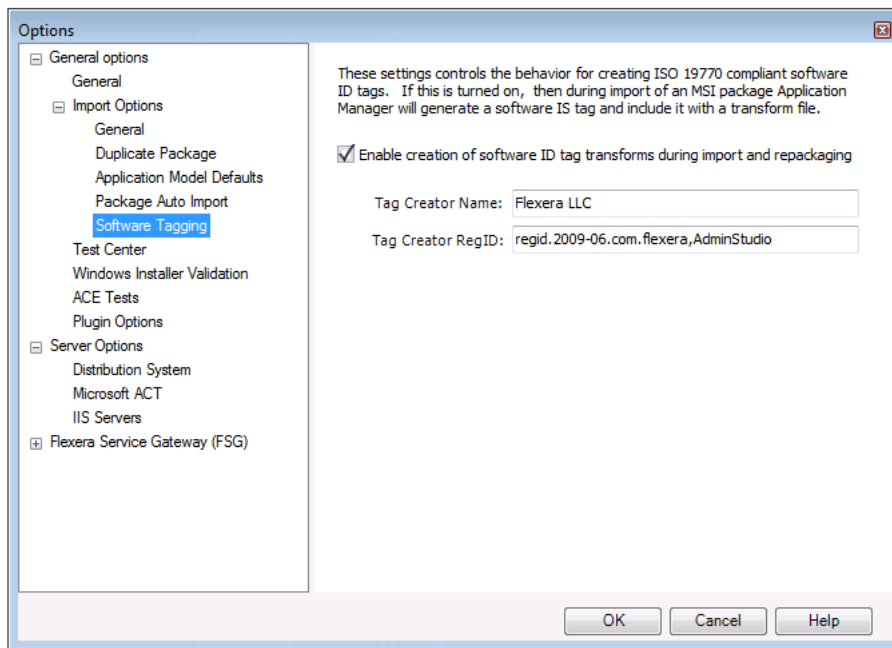 Options
General options
General
Import Options
General
Duplicate Package
Application Model Defaults
Package Auto Import
Software Tagging
Test Center
Windows Installer Validation
ACE Tests
Plugin Options
Server Options
Distribution System
Microsoft ACT
IIS Servers
Flexera Service Gateway (FSG)
These settings controls the behavior for creating ISO 19770 compliant software
ID tags. If this is turned on, then during import of an MSI package Application
Manager will generate a software IS tag and include it with a transform file.
Enable creation of software ID tag transforms during import and repackaging
Tag Creator Name: Flexera LLC
Tag Creator RegID: regid.2009-06.com.flexera,AdminStudio
OK Cancel Help